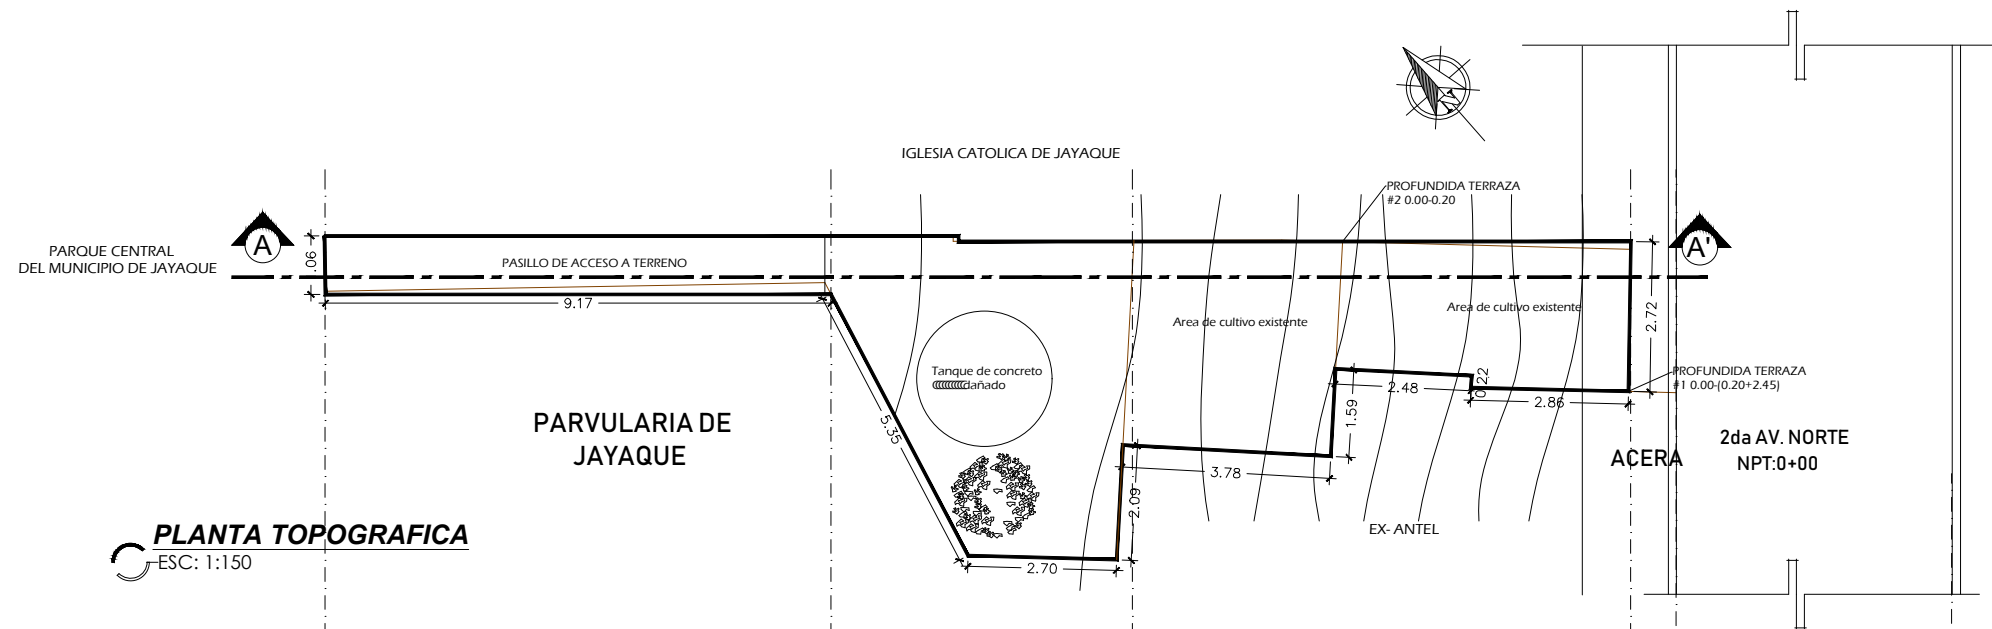 IGLESIA CATOLICA DE JAYAQUE
PROFUNDIDA TERRAZA
#2 0.00-0.20
PARQUE CENTRAL
DEL MUNICIPIO DE JAYAQUE
A
.06
PASILLO DE ACCESO A TERRENO
9.17
A'
Area de cultivo existente
Area de cultivo existente
2.72
Tanque de concreto
dañado
PROFUNDIDA TERRAZA
#1 0.00-(0.20+2.45)
2.48
0.22
2.86
1.59
5.35
PARVULARIA DE
JAYAQUE
2da AV. NORTE
NPT:0+00
ACERA
3.78
2.09
EX- ANTEL
2.70
PLANTA TOPOGRAFICA
ESC: 1:150
N